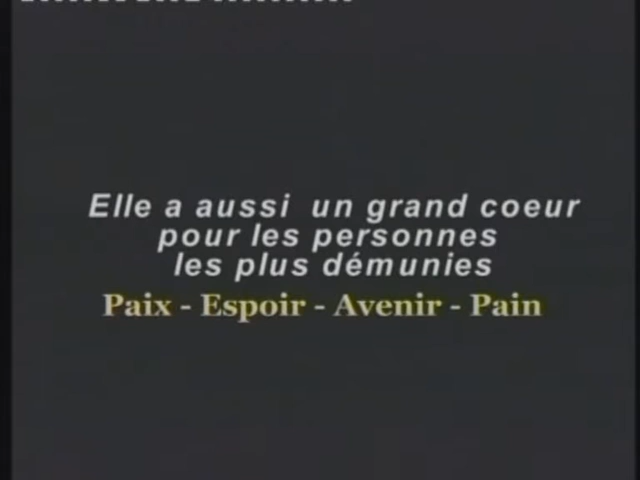 Elle a aussi un grand coeur
pour les personnes
les plus démunies
Paix - Espoir - Avenir - Pain